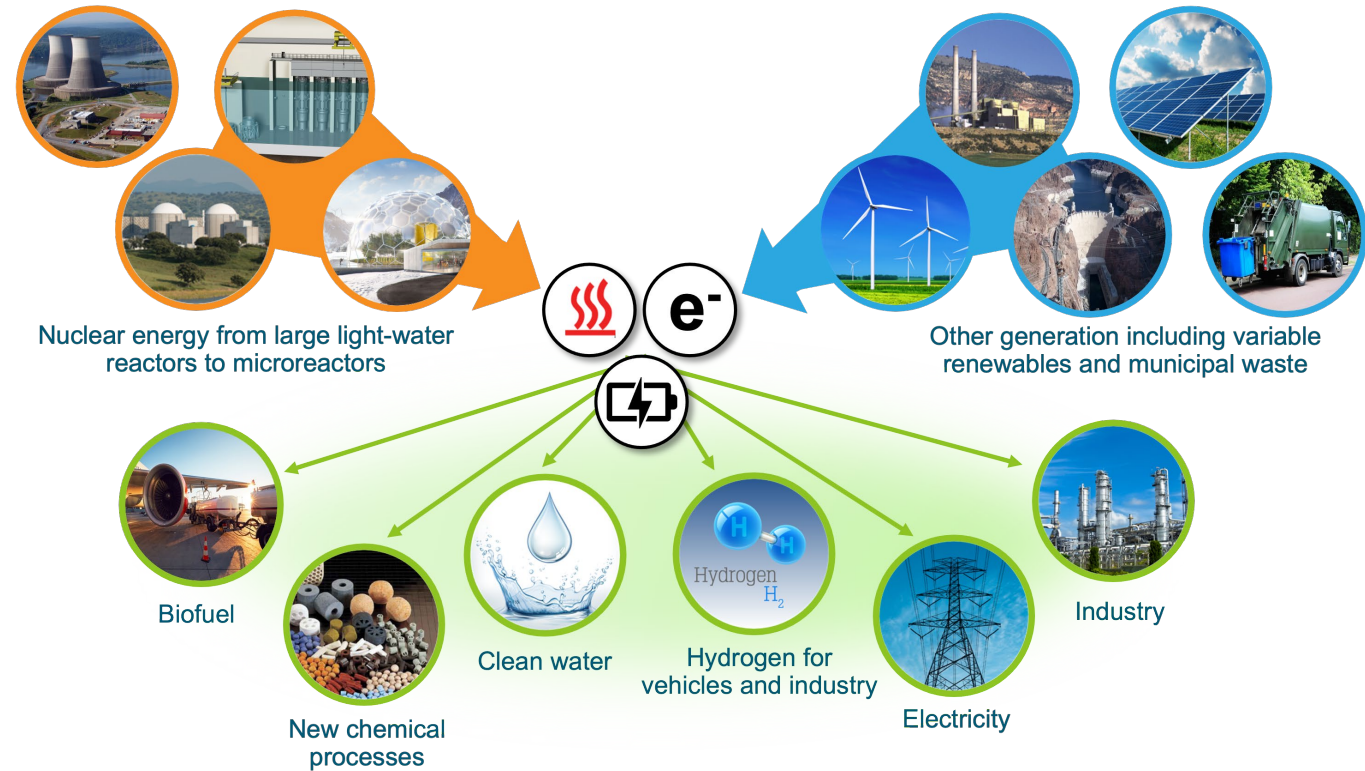 Nuclear energy from large light-water
reactors to microreactors
Other generation including variable
renewables and municipal waste
e-
Biofuel
New chemical
processes
Clean water
H
H
Hydrogen
H2
Hydrogen for
vehicles and industry
Electricity
Industry